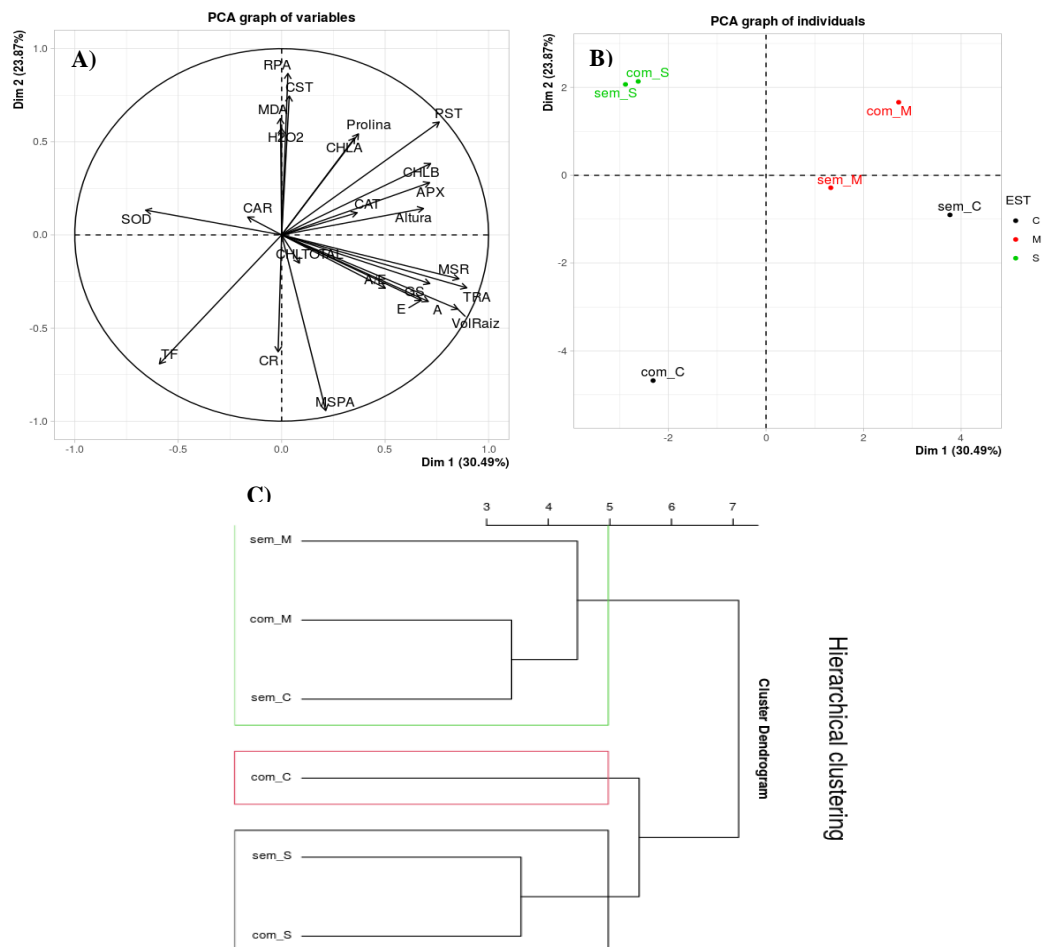 PCA graph of variables
A)
Dim 2 (23.87%)
1.0
0.5
0.0
-0.5
-1.0
RPA
CST
MDA
H2O2
Prolina
CHLA
PST
CHLB
APX
CAT
Altura
CAR
SOD
CHLTOTAL
A/E
GS
MSR
TRA
E
A
VolRaiz
TF
CR
MSPA
-1.0
-0.5
0.0
0.5
1.0
Dim 1 (30.49%)
PCA graph of individuals
B)
Dim 2 (23.87%)
2
0
-2
-4
com_S
sem_S
com_M
sem_M
sem_C
com_C
EST
C
M
S
-2
0
2
4
Dim 1 (30.49%)
C)
3
4
5
6
7
sem_M
com_M
sem_C
com_C
sem_S
com_S
Cluster Dendrogram
Hierarchical clustering